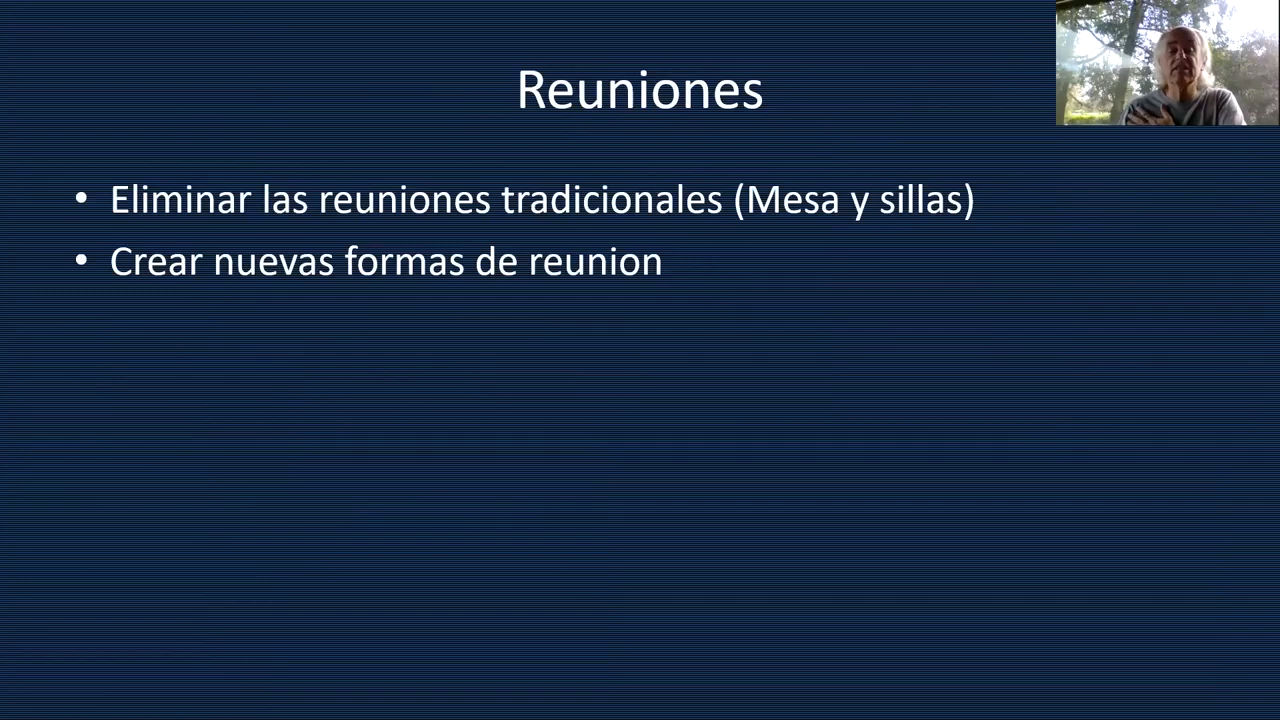 Reuniones
• Eliminar las reuniones tradicionales (Mesa y sillas)
• Crear nuevas formas de reunion